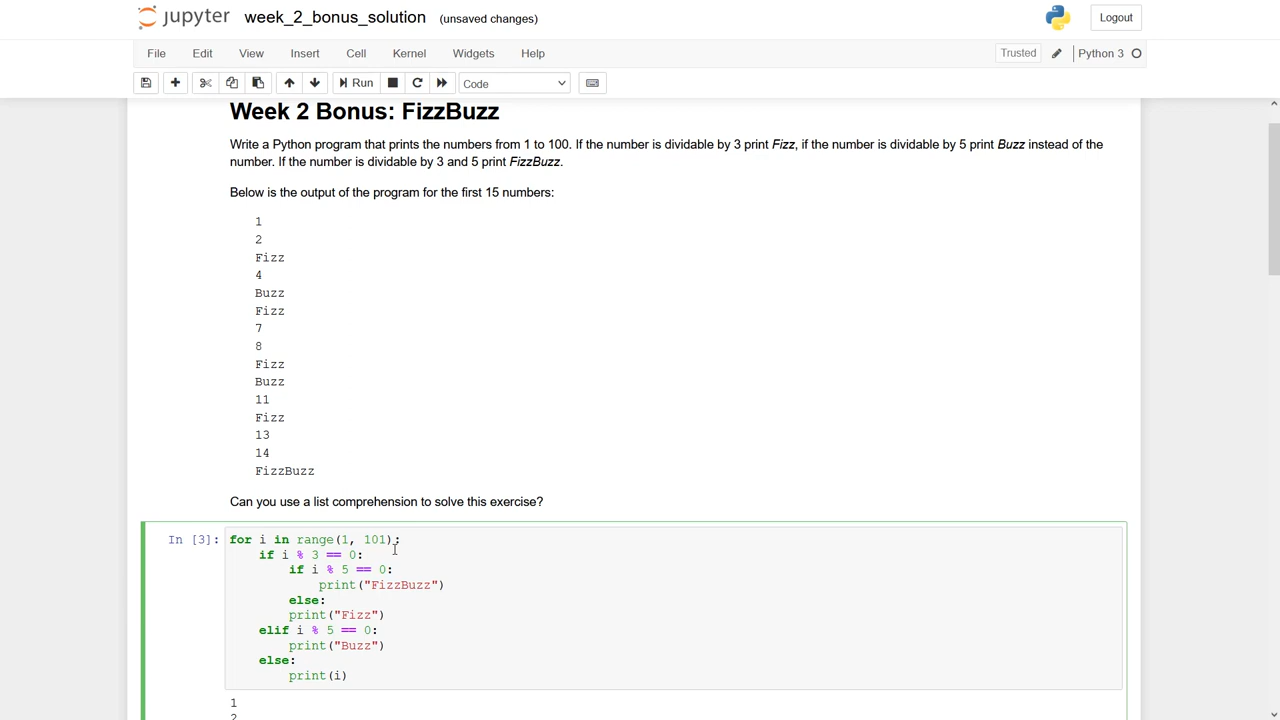 jupyter week_2_bonus_solution (unsaved changes) Logout
File Edit View Insert Cell Kernel Widgets Help Trusted Python 3
Run Code
Week 2 Bonus: FizzBuzz
Write a Python program that prints the numbers from 1 to 100. If the number is dividable by 3 print Fizz, if the number is dividable by 5 print Buzz instead of the
number. If the number is dividable by 3 and 5 print FizzBuzz.
Below is the output of the program for the first 15 numbers:
1
2
Fizz
4
Buzz
Fizz
7
8
Fizz
Buzz
11
Fizz
13
14
FizzBuzz
Can you use a list comprehension to solve this exercise?
In [3]: for i in range(1, 101):
if i % 3 == 0:
if i % 5 == 0:
print("FizzBuzz")
else:
print("Fizz")
elif i % 5 == 0:
print("Buzz")
else:
print(i)
1
2